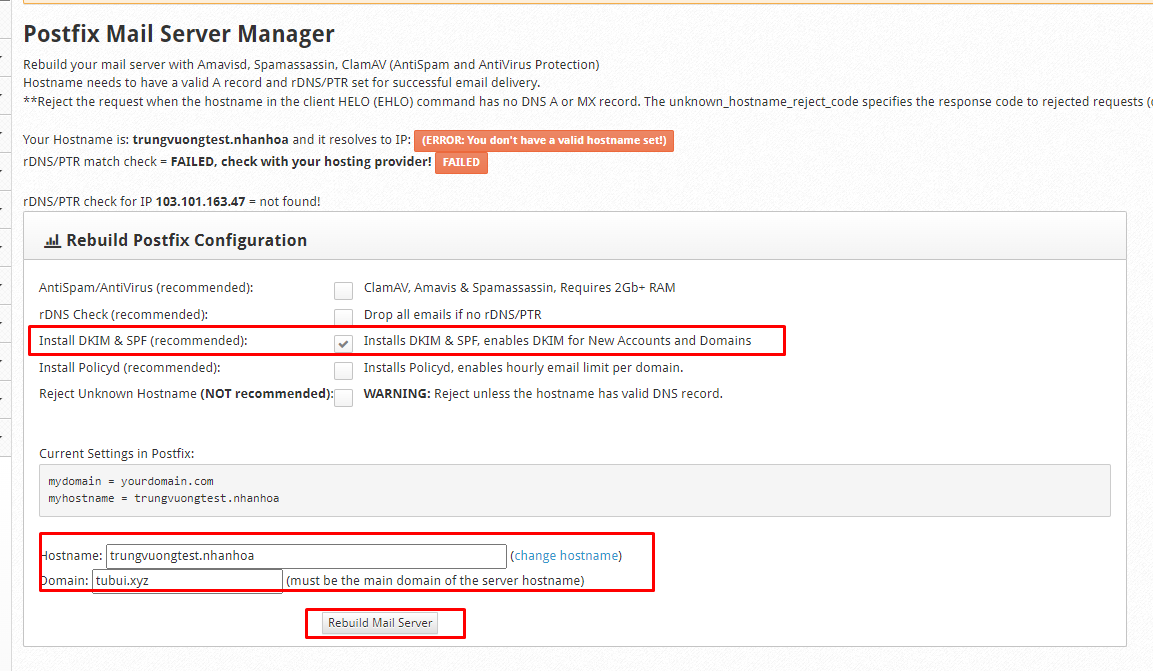 Postfix Mail Server Manager
Rebuild your mail server with Amavisd, Spamassassin, ClamAV (AntiSpam and AntiVirus Protection)
Hostname needs to have a valid A record and rDNS/PTR set for successful email delivery.
**Reject the request when the hostname in the client HELO (EHLO) command has no DNS A or MX record. The unknown_hostname_reject_code specifies the response code to rejected requests (
Your Hostname is: trungvuongtest.nhanhoa and it resolves to IP: (ERROR: You don't have a valid hostname set!)
rDNS/PTR match check = FAILED, check with your hosting provider! FAILED
rDNS/PTR check for IP 103.101.163.47 = not found!
Rebuild Postfix Configuration
AntiSpam/AntiVirus (recommended): ClamAV, Amavis & Spamassassin, Requires 2Gb+ RAM
rDNS Check (recommended): Drop all emails if no rDNS/PTR
Install DKIM & SPF (recommended): Installs DKIM & SPF, enables DKIM for New Accounts and Domains
Install Policyd (recommended): Installs Policyd, enables hourly email limit per domain.
Reject Unknown Hostname (NOT recommended): WARNING: Reject unless the hostname has valid DNS record.
Current Settings in Postfix:
mydomain = yourdomain.com
myhostname = trungvuongtest.nhanhoa
Hostname: trungvuongtest.nhanhoa (change hostname)
Domain: tubui.xyz (must be the main domain of the server hostname)
Rebuild Mail Server